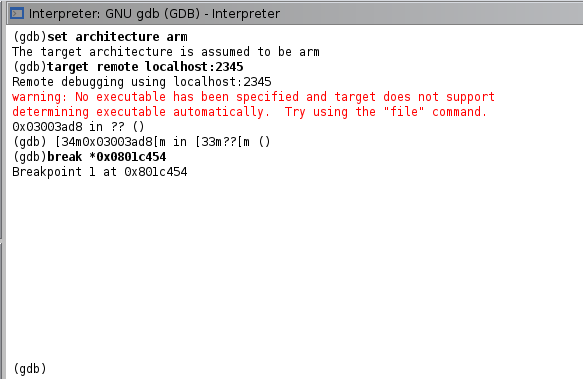 Interpreter: GNU gdb (GDB) - Interpreter
(gdb)set architecture arm
The target architecture is assumed to be arm
(gdb)target remote localhost:2345
Remote debugging using localhost:2345
warning: No executable has been specified and target does not support
determining executable automatically.  Try using the "file" command.
0x03003ad8 in ?? ()
(gdb) [34m0x03003ad8[m in [33m??[m ()
(gdb)break *0x0801c454
Breakpoint 1 at 0x801c454
(gdb)